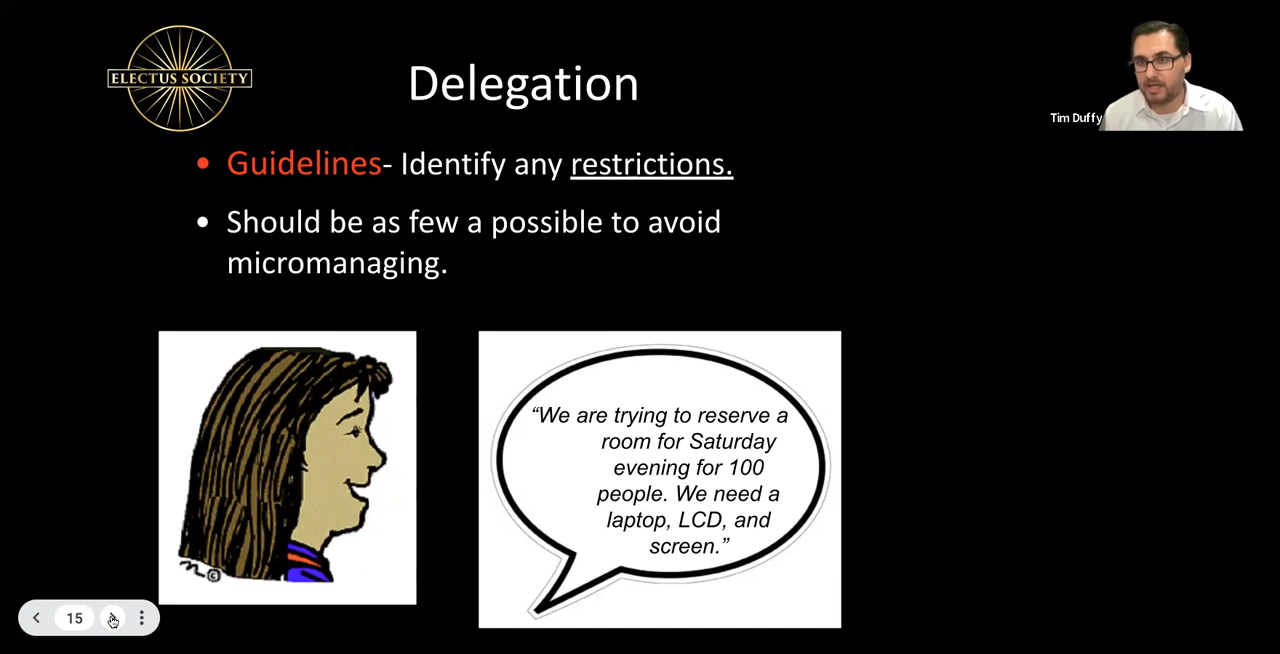 ELECTUS SOCIETY
Delegation
Tim Duffy
• Guidelines- Identify any restrictions.
• Should be as few a possible to avoid
micromanaging.
“We are trying to reserve a
room for Saturday
evening for 100
people. We need a
laptop, LCD, and
screen.”
©
15